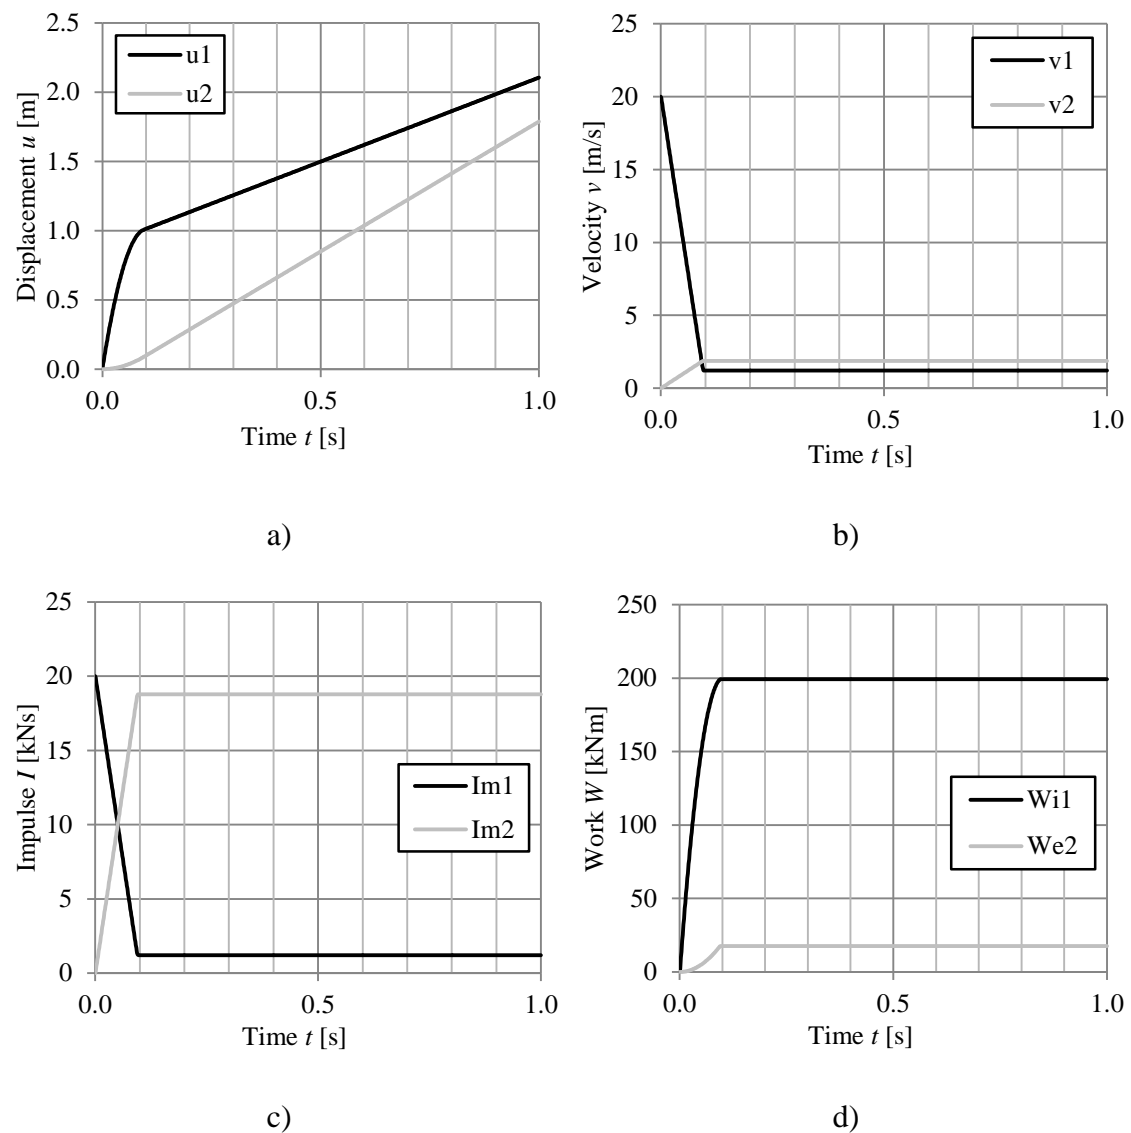 Displacement u [m]
2.5
2.0
1.5
1.0
0.5
0.0
u1
u2
0.0 0.5 1.0
Time t [s]
a)
Velocity v [m/s]
25
20
15
10
5
0
v1
v2
0.0 0.5 1.0
Time t [s]
b)
Impulse I [kNs]
25
20
15
10
5
0
Im1
Im2
0.0 0.5 1.0
Time t [s]
c)
Work W [kNm]
250
200
150
100
50
0
Wi1
We2
0.0 0.5 1.0
Time t [s]
d)